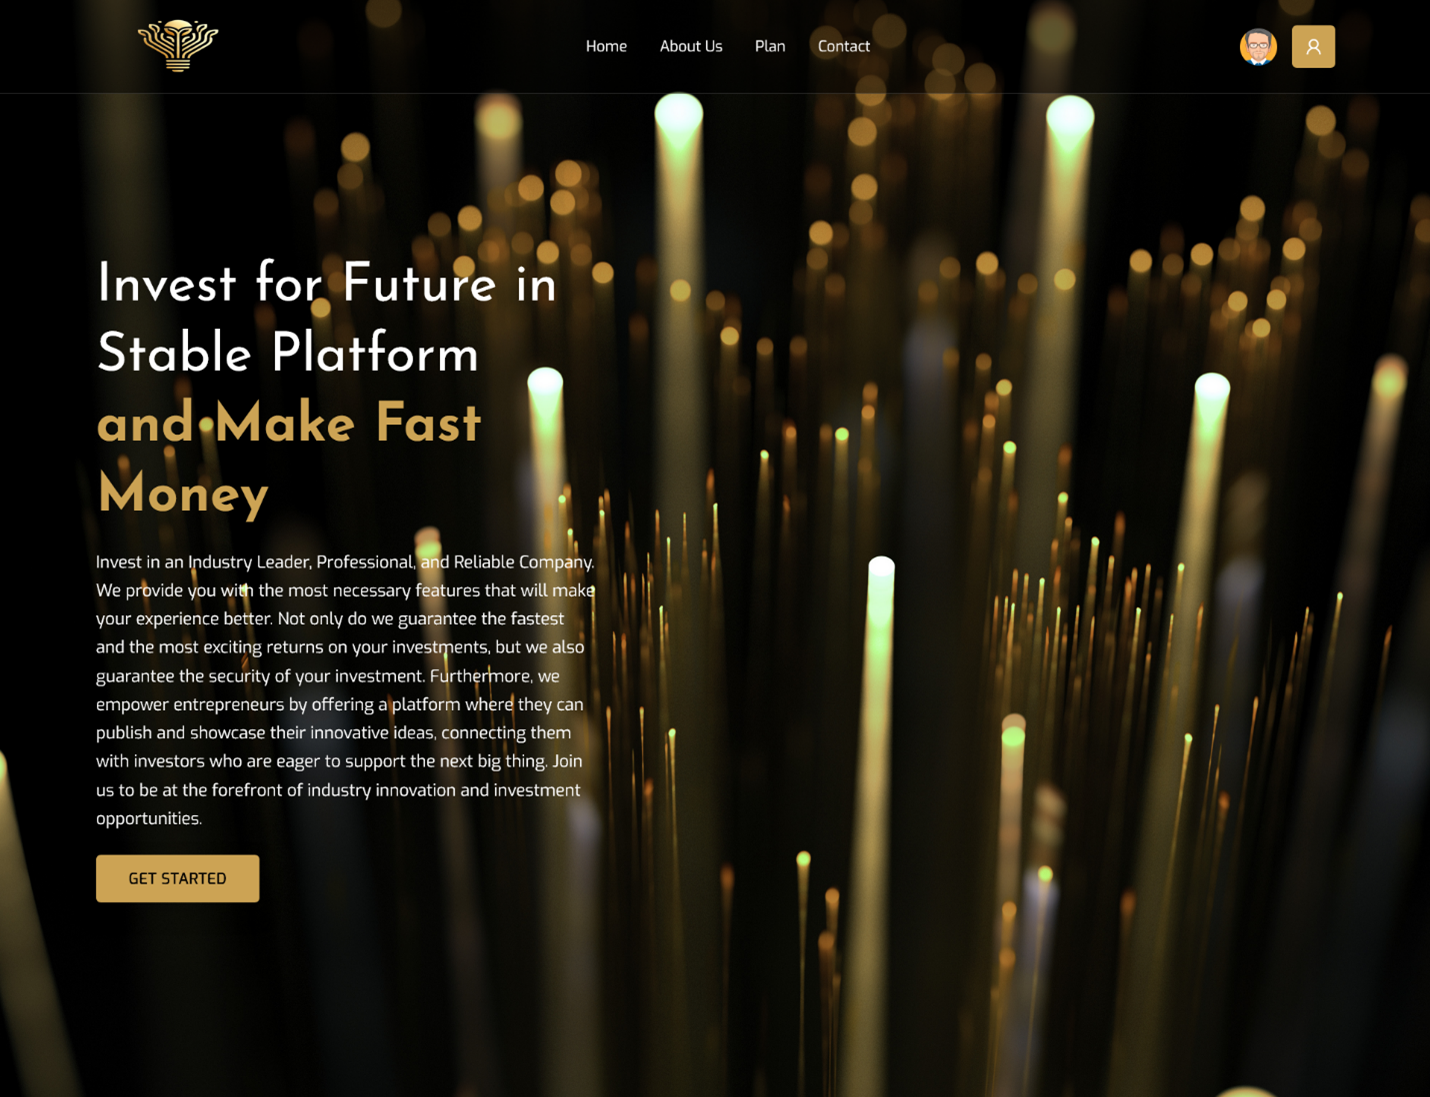 Home About Us Plan Contact
Invest for Future in
Stable Platform
and Make Fast
Money
Invest in an Industry Leader, Professional, and Reliable Company.
We provide you with the most necessary features that will make
your experience better. Not only do we guarantee the fastest
and the most exciting returns on your investments, but we also
guarantee the security of your investment. Furthermore, we
empower entrepreneurs by offering a platform where they can
publish and showcase their innovative ideas, connecting them
with investors who are eager to support the next big thing. Join
us to be at the forefront of industry innovation and investment
opportunities.
GET STARTED